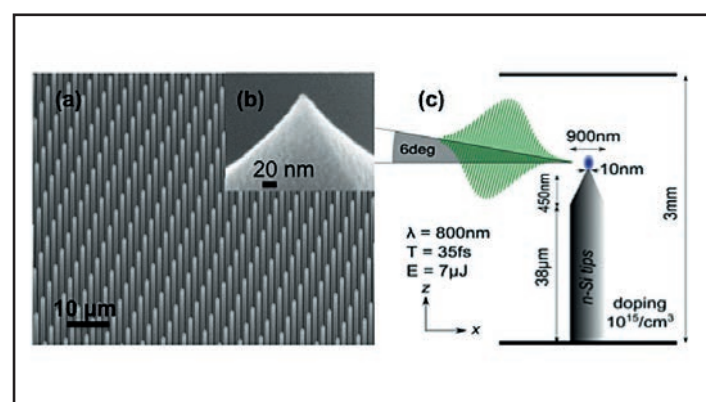 (a)
(b)
20 nm
10 µm
(c)
6deg
900nm
10nm
450nm
38µm
3mm
λ = 800nm
T = 35fs
E = 7µJ
z
x
n-Si tips
doping
10¹⁵/cm³